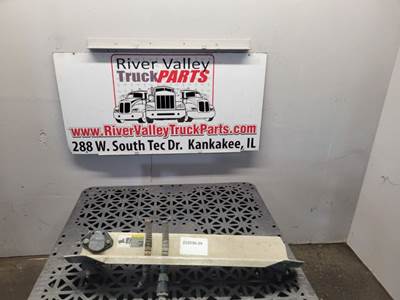 River Valley
TruckPARTS
www.RiverValleyTruckParts.com
288 W. South Tec Dr. Kankakee, IL